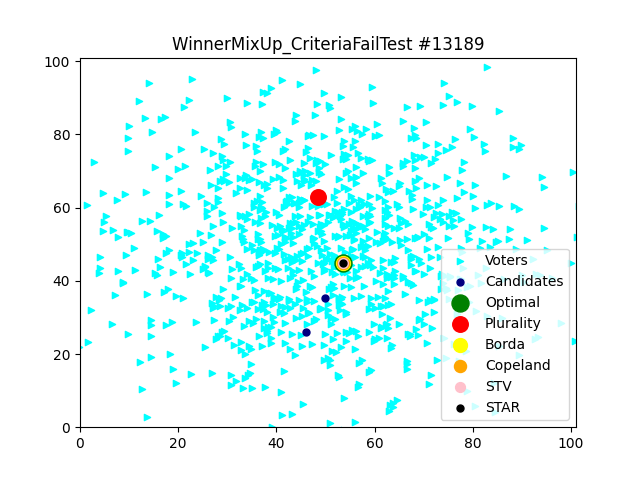 WinnerMixUp_CriteriaFailTest #13189
100
80
60
40
20
0
0 20 40 60 80 100
Voters
Candidates
Optimal
Plurality
Borda
Copeland
STV
STAR